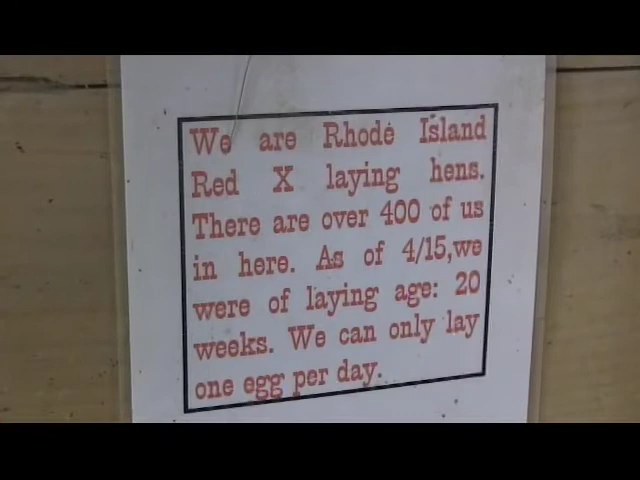 We are Rhode Island
Red X laying hens.
There are over 400 of us
in here. As of 4/15,we
were of laying age: 20
weeks. We can only lay
one egg per day.